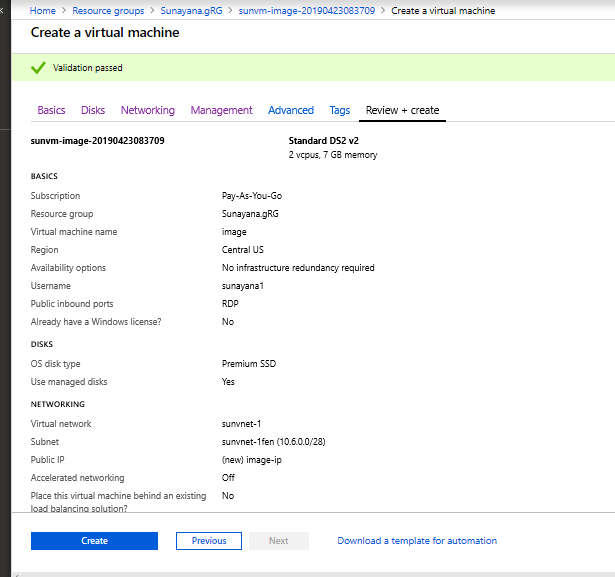 Home > Resource groups > Sunayana.gRG > sunvm-image-20190423083709 > Create a virtual machine
Create a virtual machine
Validation passed
Basics Disks Networking Management Advanced Tags Review + create
sunvm-image-20190423083709 Standard DS2 v2
2 vcpus, 7 GB memory
BASICS
Subscription Pay-As-You-Go
Resource group Sunayana.gRG
Virtual machine name image
Region Central US
Availability options No infrastructure redundancy required
Username sunayana1
Public inbound ports RDP
Already have a Windows license? No
DISKS
OS disk type Premium SSD
Use managed disks Yes
NETWORKING
Virtual network sunvnet-1
Subnet sunvnet-1fen (10.6.0.0/28)
Public IP (new) image-ip
Accelerated networking Off
Place this virtual machine behind an existing No
load balancing solution?
Create Previous Next Download a template for automation